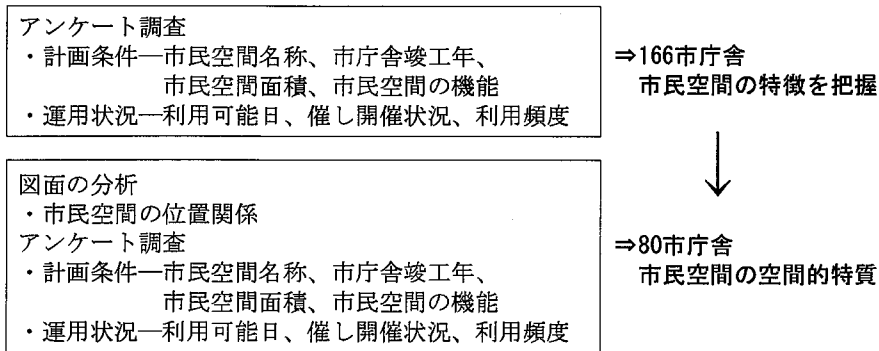 アンケート調査
・計画条件―市民空間名称、市庁舎竣工年、
市民空間面積、市民空間の機能
・運用状況―利用可能日、催し開催状況、利用頻度
⇒166市庁舎
市民空間の特徴を把握
図面の分析
・市民空間の位置関係
アンケート調査
・計画条件―市民空間名称、市庁舎竣工年、
市民空間面積、市民空間の機能
・運用状況―利用可能日、催し開催状況、利用頻度
⇒80市庁舎
市民空間の空間的特質